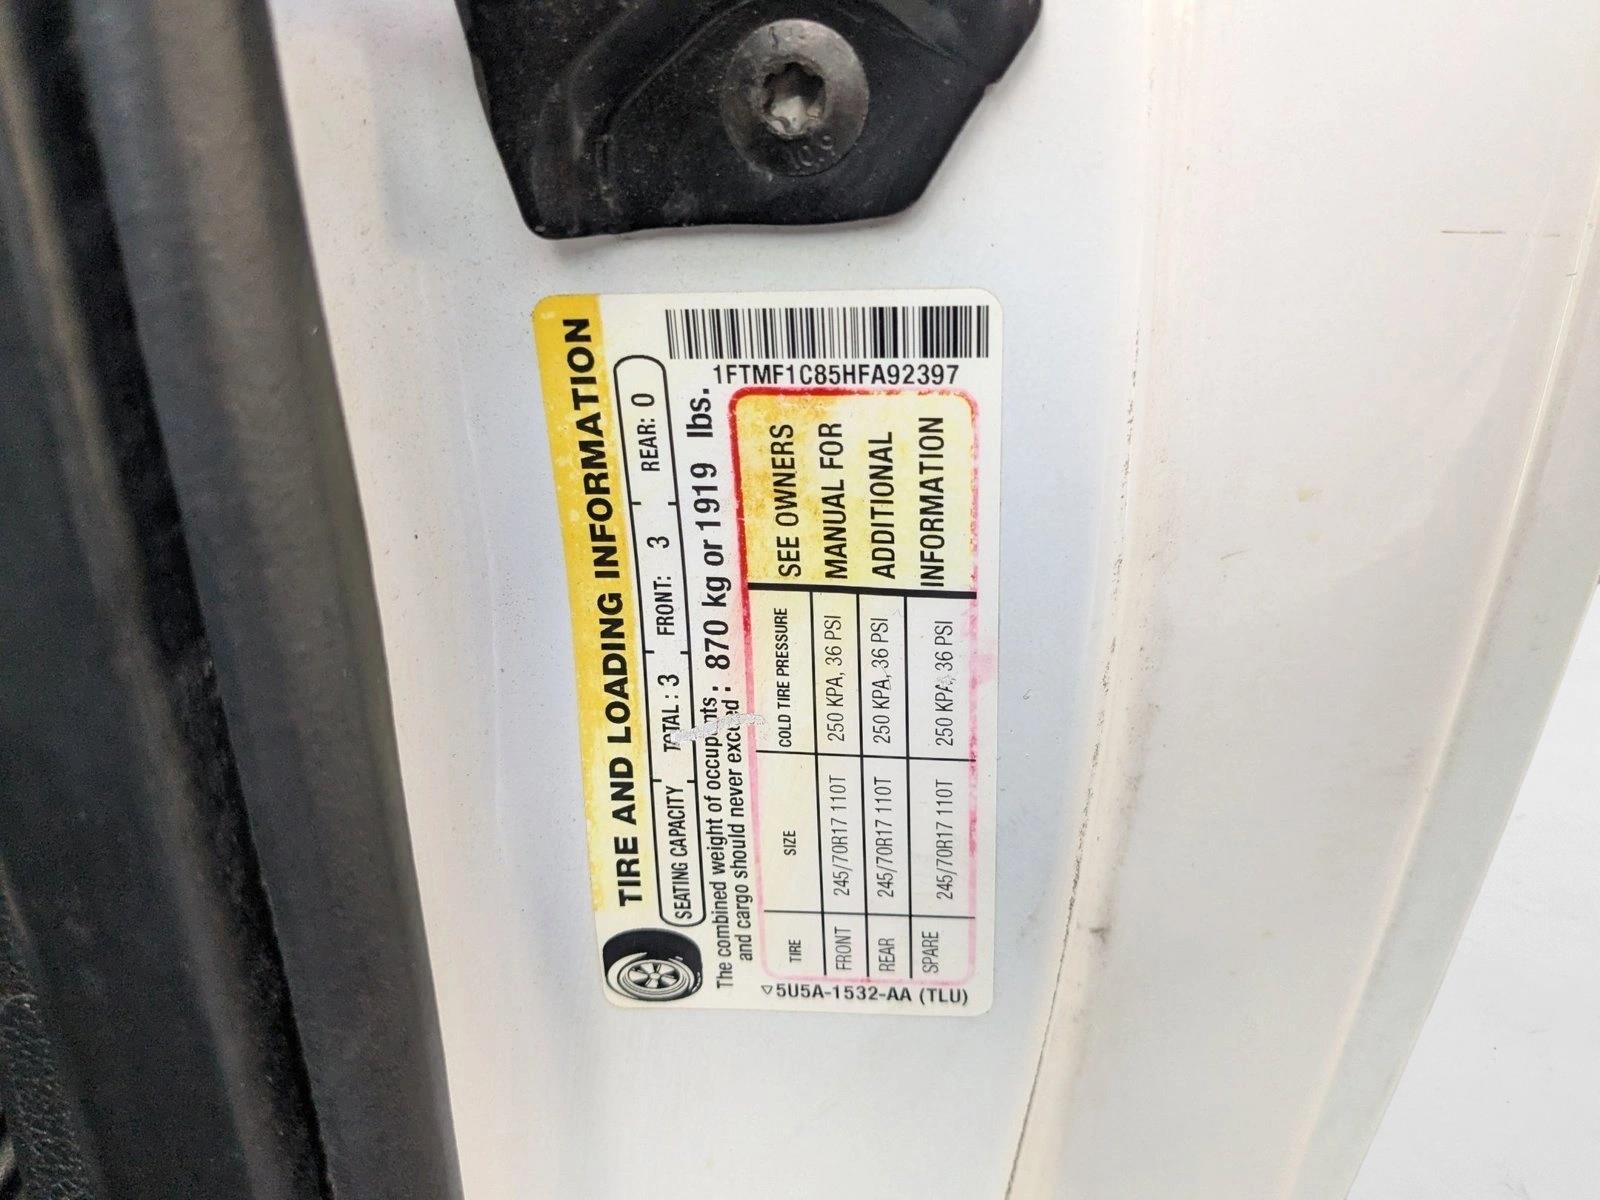 10.9
1FTMF1C85HFA92397
TIRE AND LOADING INFORMATION
SEATING CAPACITY TOTAL : 3 FRONT: 3 REAR: 0
The combined weight of occupants
and cargo should never exceed : 870 kg or 1919 lbs.
TIRE SIZE COLD TIRE PRESSURE
FRONT 245/70R17 110T 250 KPA, 36 PSI
REAR 245/70R17 110T 250 KPA, 36 PSI
SPARE 245/70R17 110T 250 KPA, 36 PSI
SEE OWNERS
MANUAL FOR
ADDITIONAL
INFORMATION
5U5A-1532-AA (TLU)